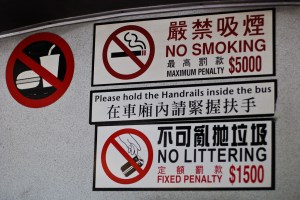 嚴禁吸煙
NO SMOKING
最高罰款 $5000
MAXIMUM PENALTY
Please hold the Handrails inside the bus
在車廂內請緊握扶手
不可亂拋垃圾
NO LITTERING
定額罰款 $1500
FIXED PENALTY